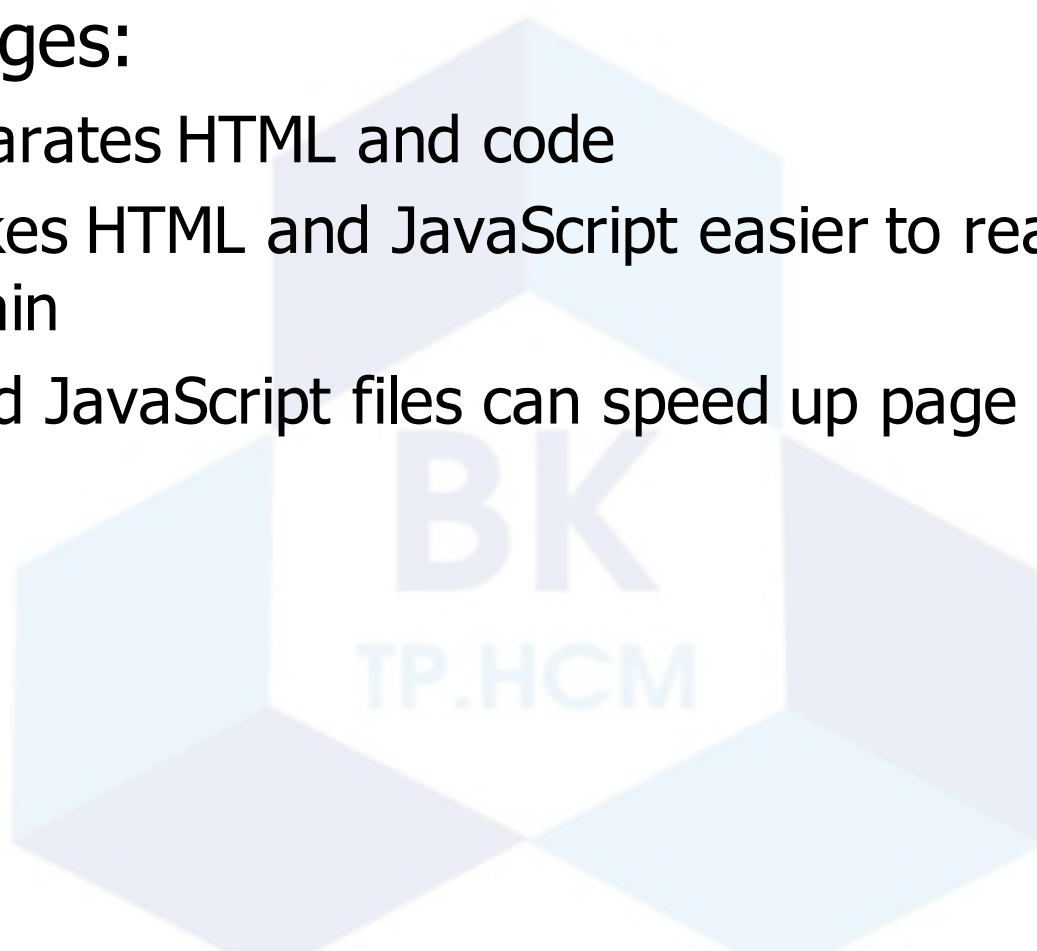 ges:
arates HTML and code
kes HTML and JavaScript easier to rea
ain
d JavaScript files can speed up page
BK
TP.HCM